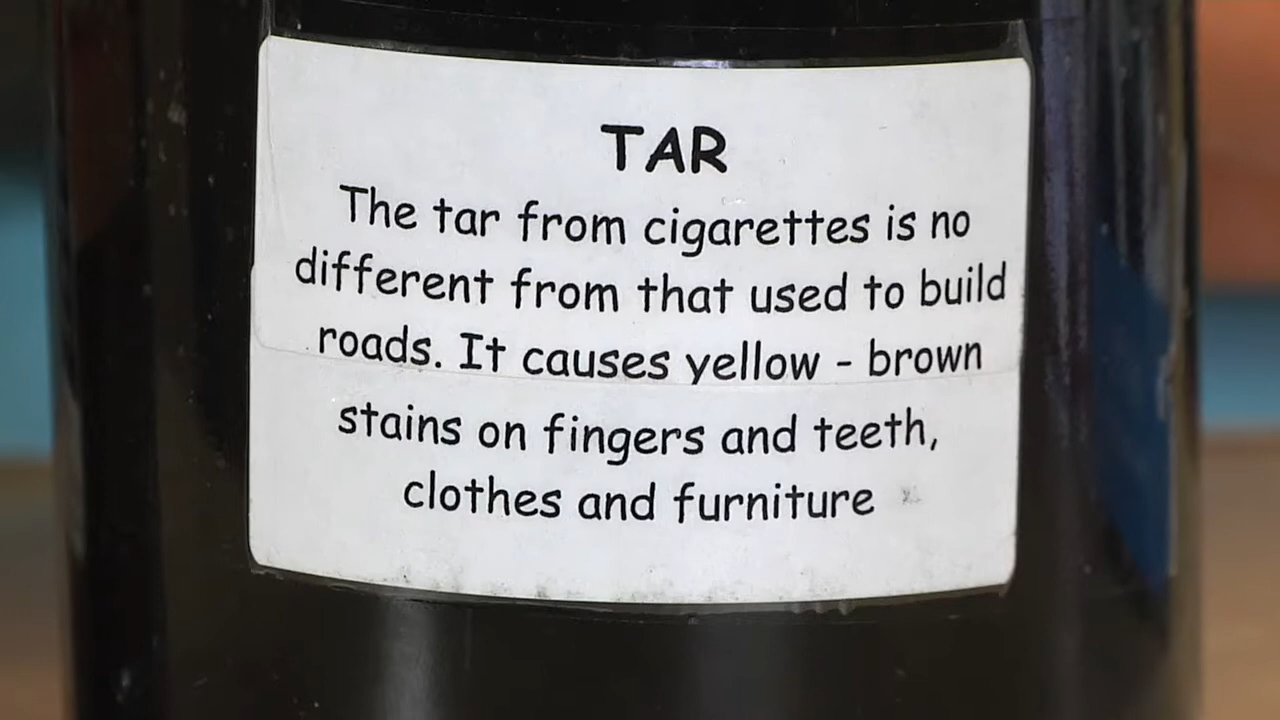 TAR
The tar from cigarettes is no
different from that used to build
roads. It causes yellow - brown
stains on fingers and teeth,
clothes and furniture